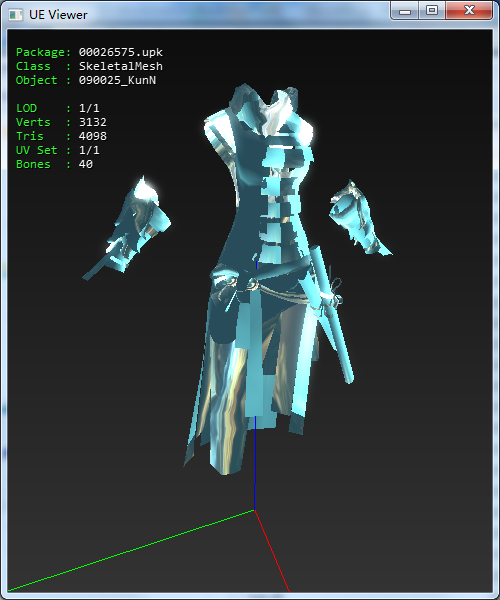 UE Viewer
Package: 00026575.upk
Class : SkeletalMesh
Object : 090025_KunN
LOD : 1/1
Verts : 3132
Tris : 4098
UV Set : 1/1
Bones : 40